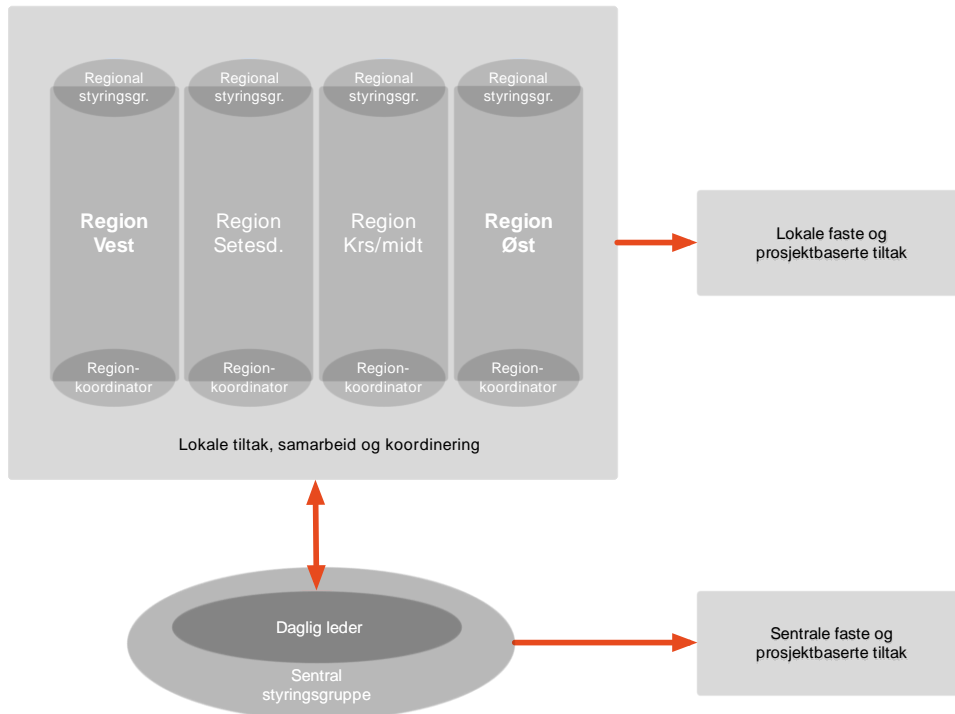 Regional
styringsgr.
Regional
styringsgr.
Regional
styringsgr.
Regional
styringsgr.
Region
Vest
Region
Setesd.
Region
Krs/midt
Region
Øst
Region-
koordinator
Region-
koordinator
Region-
koordinator
Region-
koordinator
Lokale tiltak, samarbeid og koordinering
Lokale faste og
prosjektbaserte tiltak
Daglig leder
Sentral
styringsgruppe
Sentrale faste og
prosjektbaserte tiltak